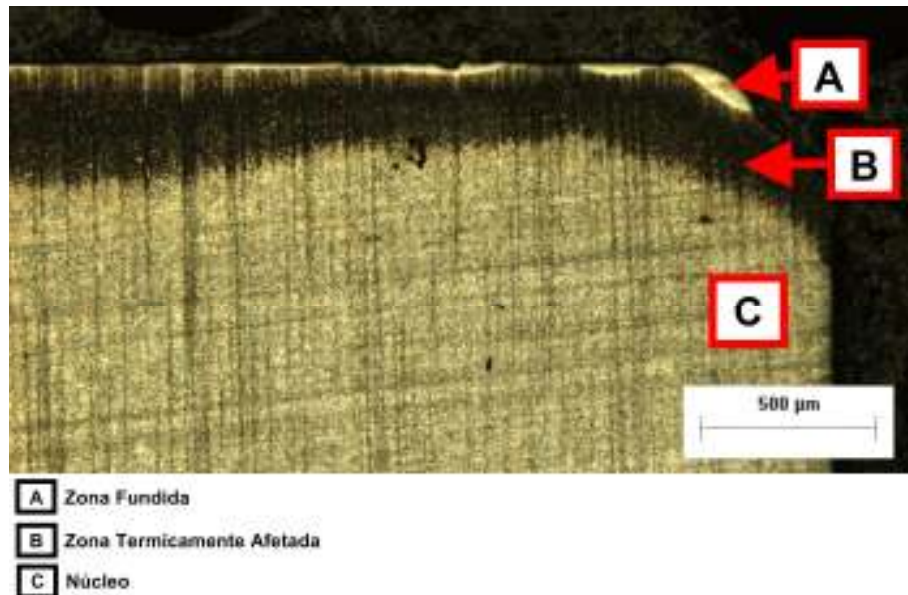 A
B
C
500 µm
A Zona Fundida
B Zona Termicamente Afetada
C Núcleo